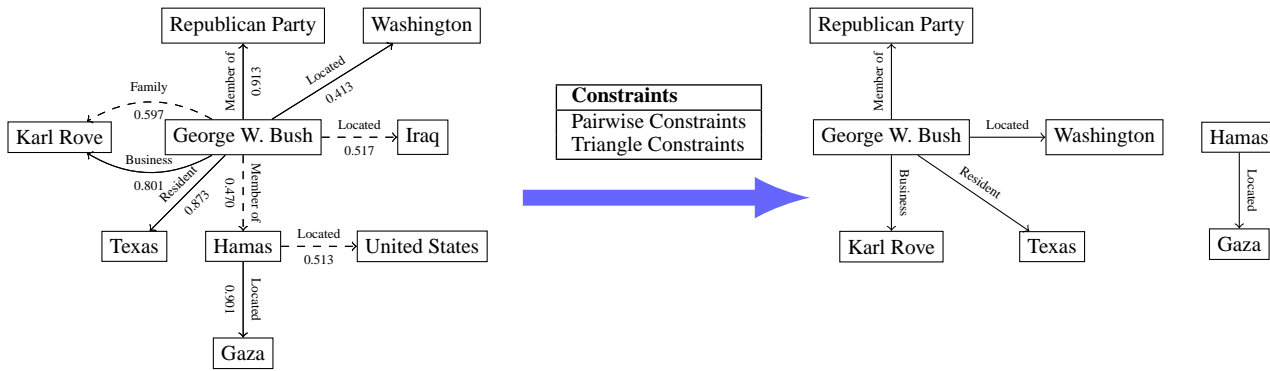 Republican Party
Washington
Member of
0.913
Located
0.413
Family
0.597
Karl Rove
George W. Bush
Located
0.517
Iraq
Business
0.801
Resident
0.873
Member of
0.470
Texas
Hamas
Located
0.513
United States
Located
0.901
Gaza
Constraints
Pairwise Constraints
Triangle Constraints
Republican Party
Member of
George W. Bush
Located
Washington
Hamas
Business
Resident
Located
Karl Rove
Texas
Gaza